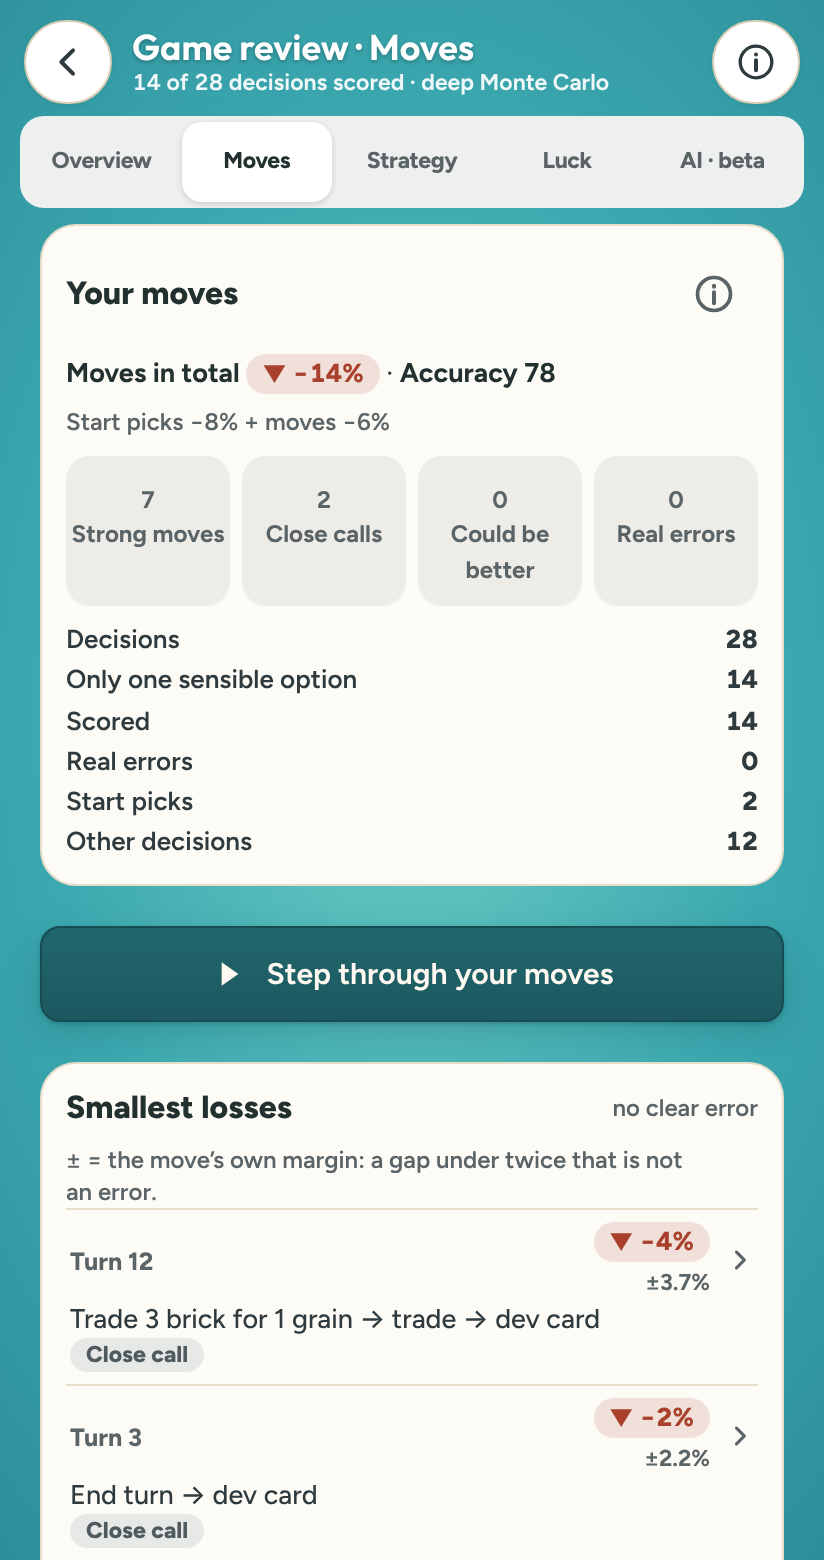 Game review · Moves
14 of 28 decisions scored · deep Monte Carlo
Overview
Moves
Strategy
Luck
AI · beta
Your moves
Moves in total ▼ −14% · Accuracy 78
Start picks −8% + moves −6%
7
Strong moves
2
Close calls
0
Could be
better
0
Real errors
Decisions 28
Only one sensible option 14
Scored 14
Real errors 0
Start picks 2
Other decisions 12
Step through your moves
Smallest losses no clear error
± = the move’s own margin: a gap under twice that is not
an error.
Turn 12 ▼ −4%
±3.7%
Trade 3 brick for 1 grain → trade → dev card
Close call
Turn 3 ▼ −2%
±2.2%
End turn → dev card
Close call